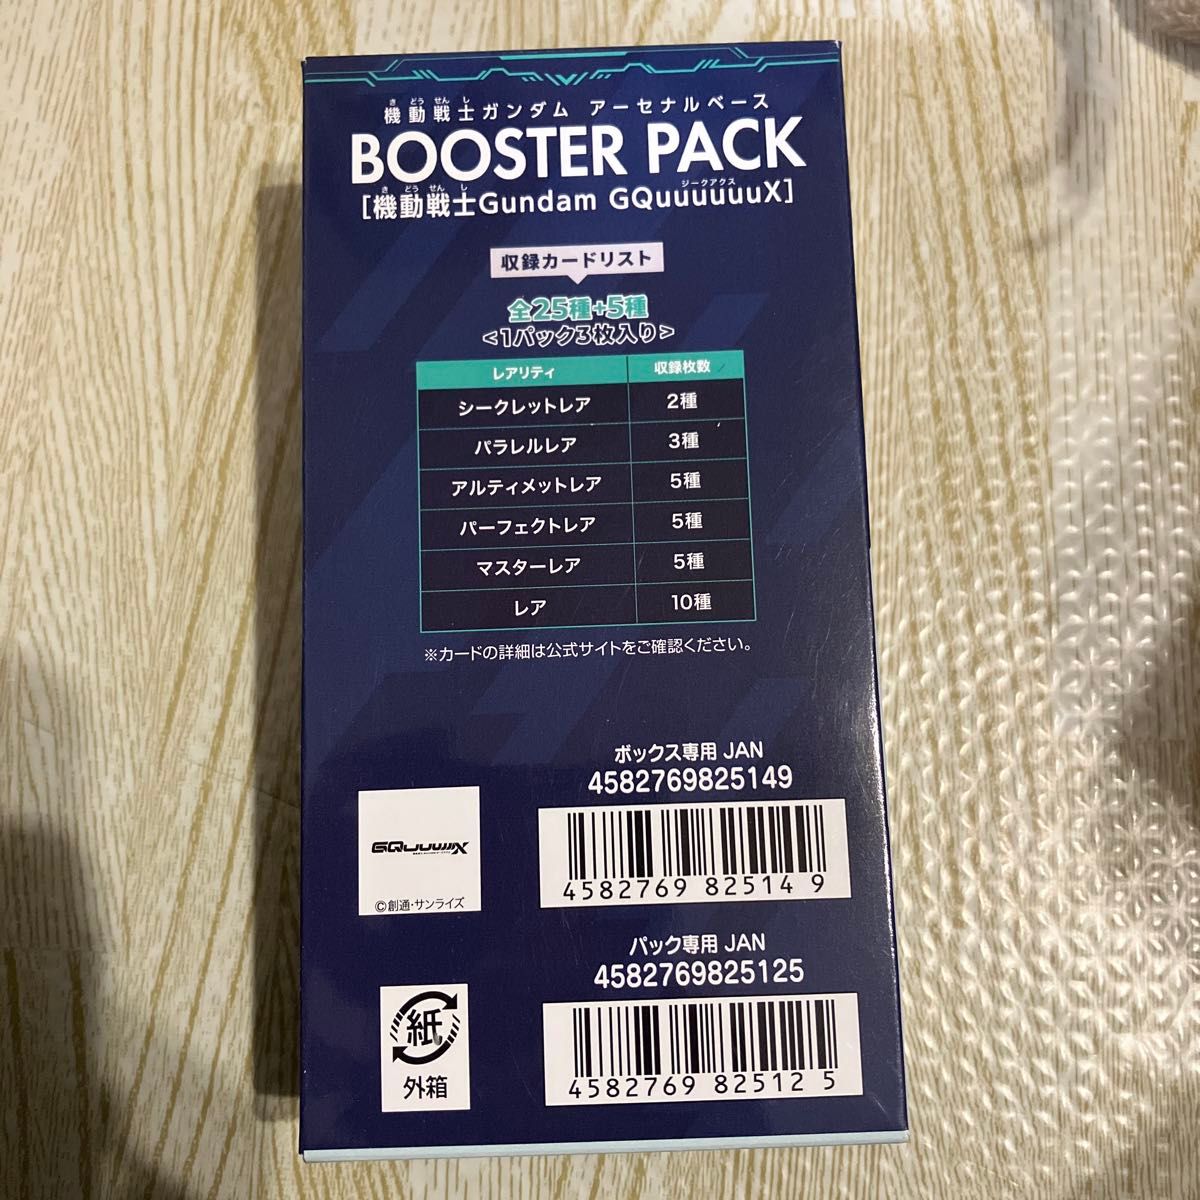 機動戦士ガンダム アーセナルベース
BOOSTER PACK
[機動戦士Gundam GQuuuuuuX]
収録カードリスト
全25種+5種
<1パック3枚入り>
レアリティ 収録枚数
シークレットレア 2種
パラレルレア 3種
アルティメットレア 5種
パーフェクトレア 5種
マスターレア 5種
レア 10種
※カードの詳細は公式サイトをご確認ください。
ボックス専用 JAN
4582769825149
4582769 82514 9
GQuuuuuuX
©創通・サンライズ
パック専用 JAN
4582769825125
4582769 82512 5
紙
外箱